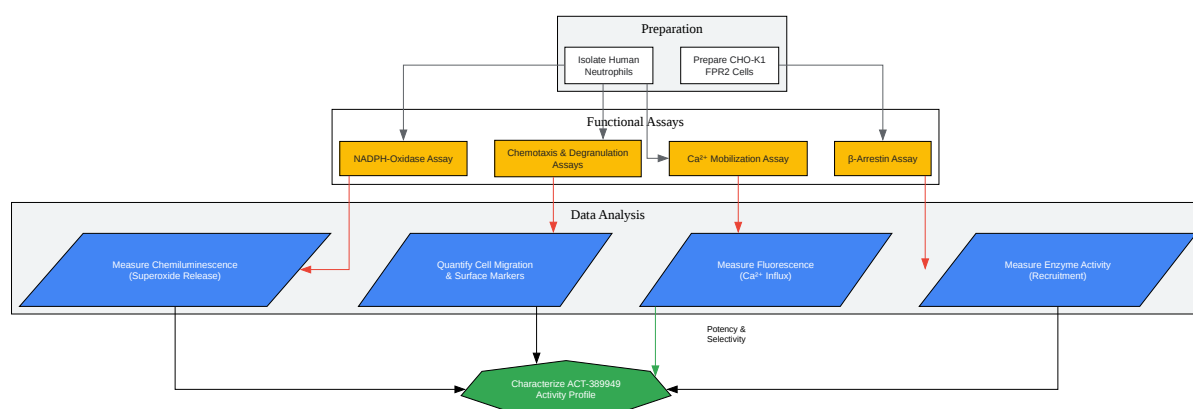 Preparation
Isolate Human
Neutrophils
Prepare CHO-K1
FPR2 Cells
Functional Assays
NADPH-Oxidase Assay
Chemotaxis & Degranulation
Assays
Ca²⁺ Mobilization Assay
β-Arrestin Assay
Data Analysis
Measure Chemiluminescence
(Superoxide Release)
Quantify Cell Migration
& Surface Markers
Measure Fluorescence
(Ca²⁺ Influx)
Measure Enzyme Activity
(Recruitment)
Potency &
Selectivity
Characterize ACT-389949
Activity Profile